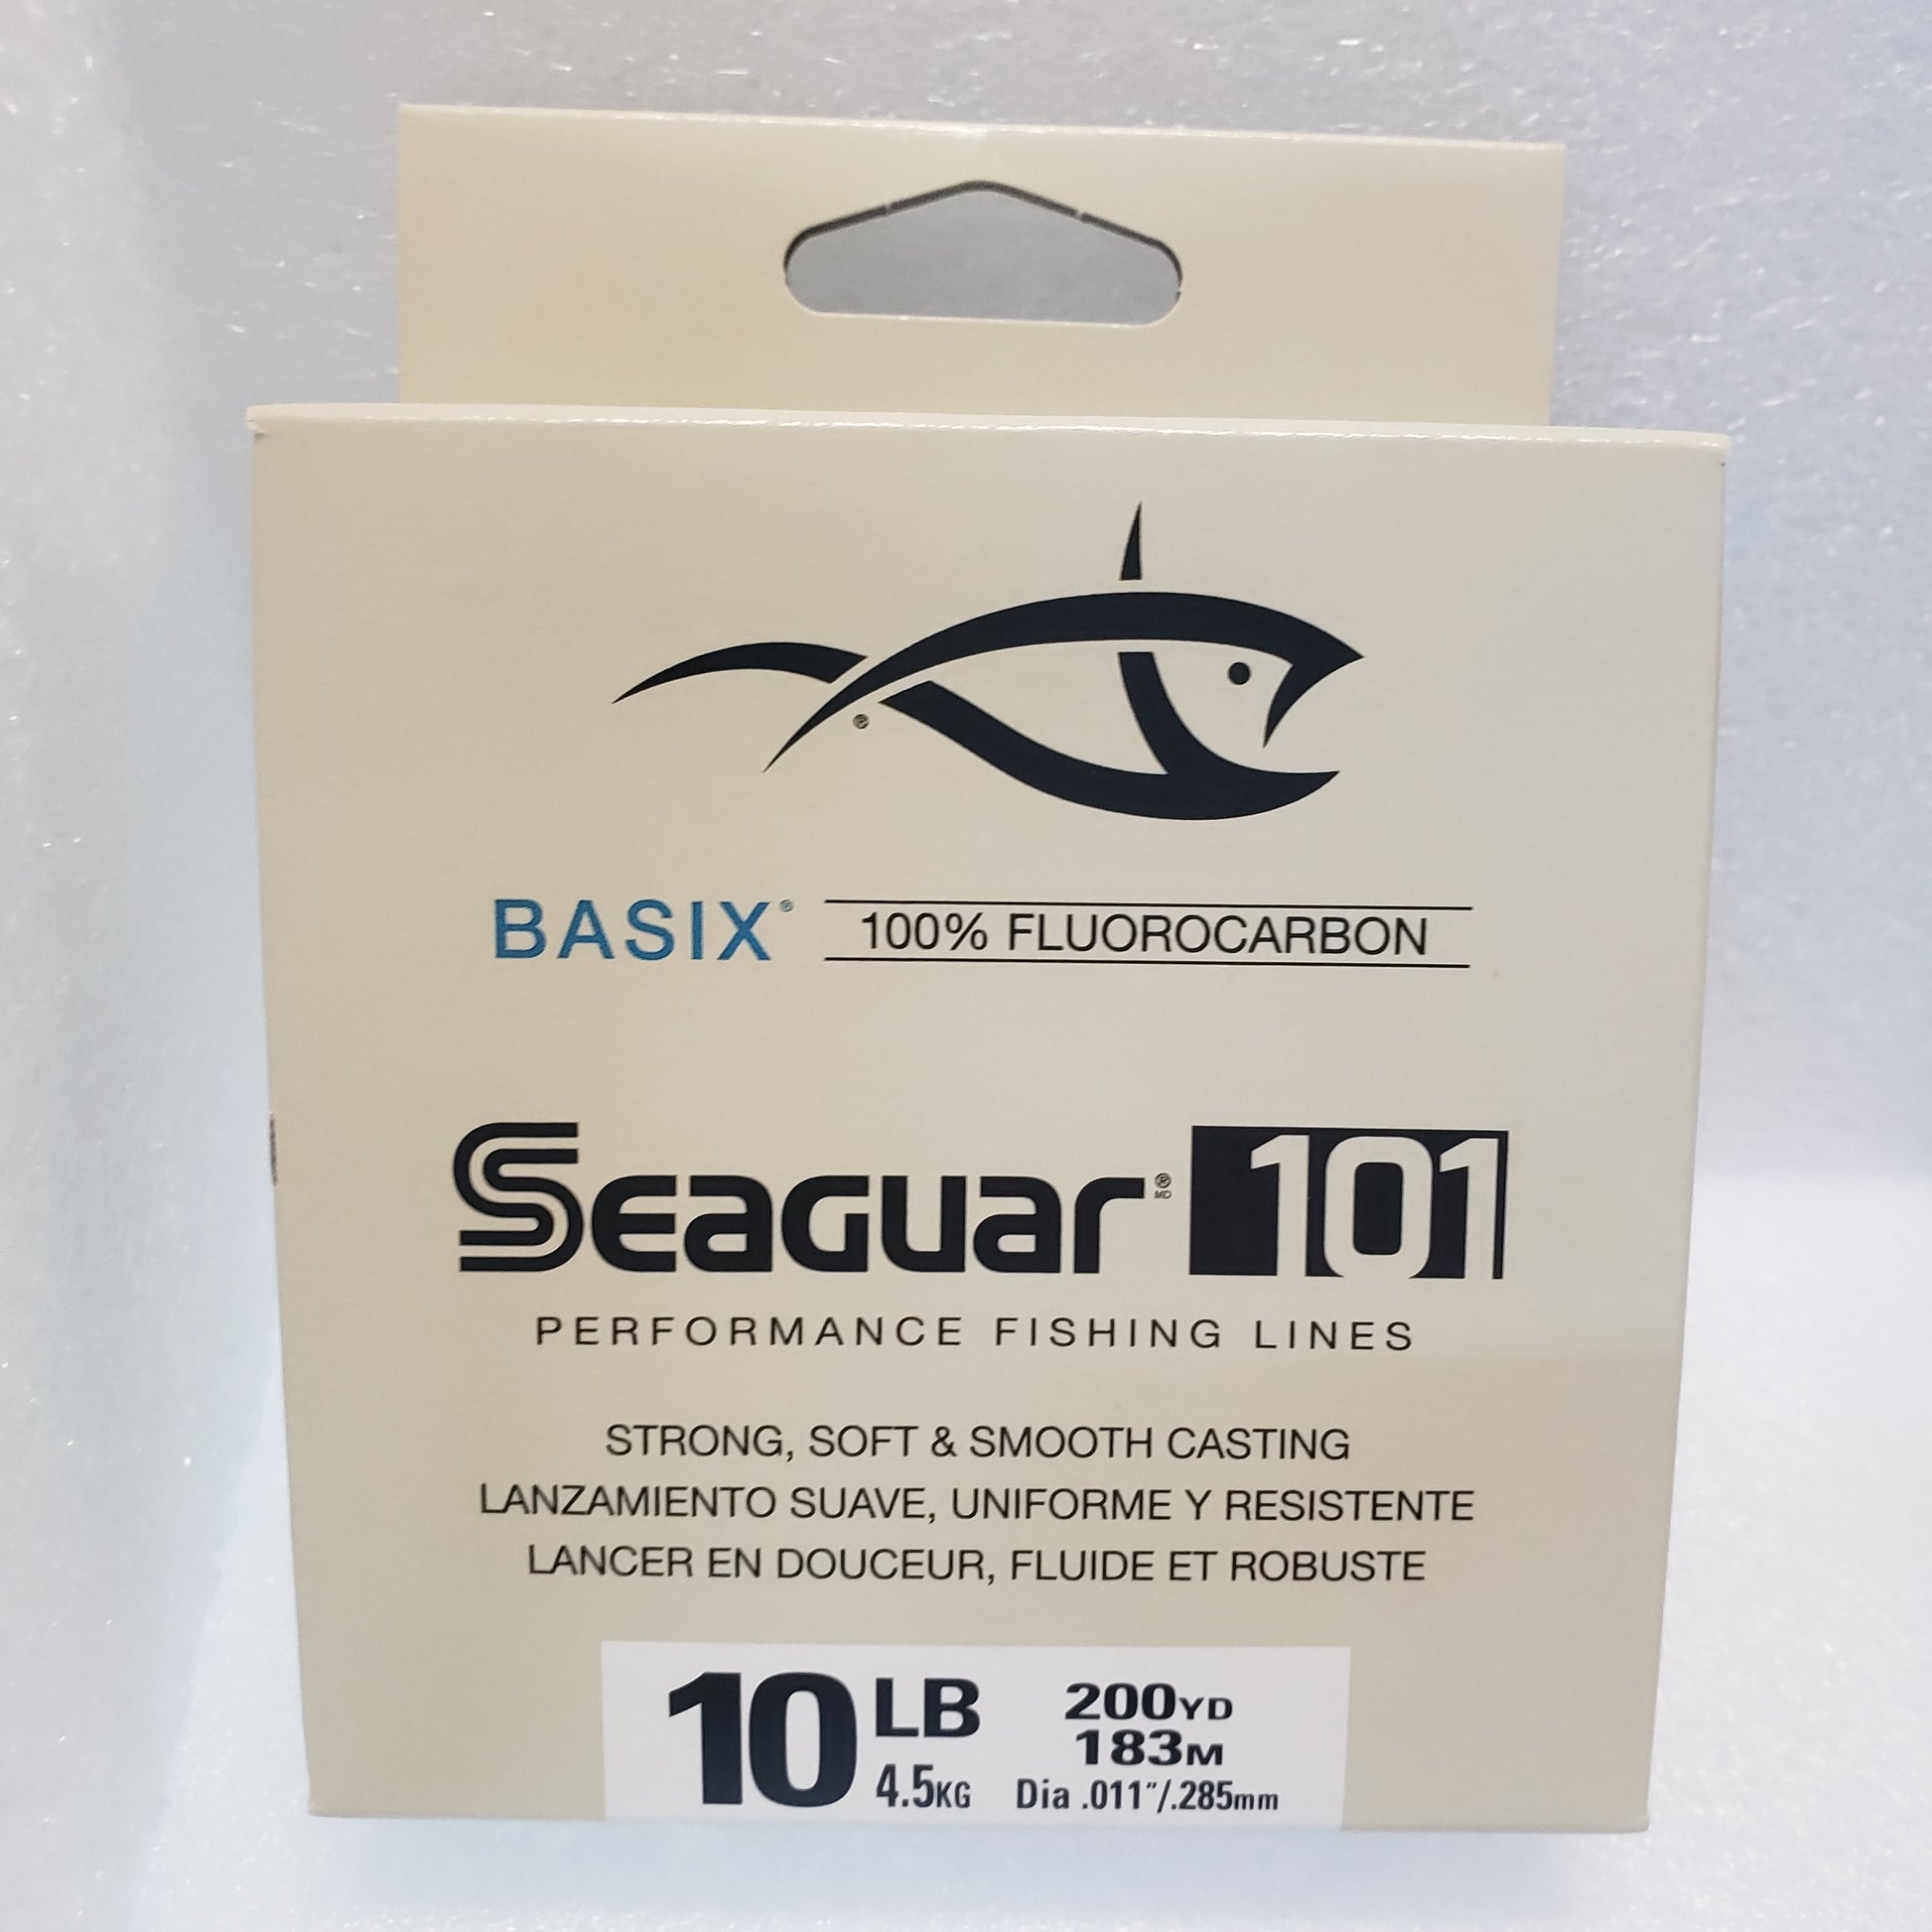 ®
BASIX® 100% FLUOROCARBON
SEAGUAR® MD 101
PERFORMANCE FISHING LINES
STRONG, SOFT & SMOOTH CASTING
LANZAMIENTO SUAVE, UNIFORME Y RESISTENTE
LANCER EN DOUCEUR, FLUIDE ET ROBUSTE
10 LB 200YD
183M
4.5KG Dia .011"/.285mm